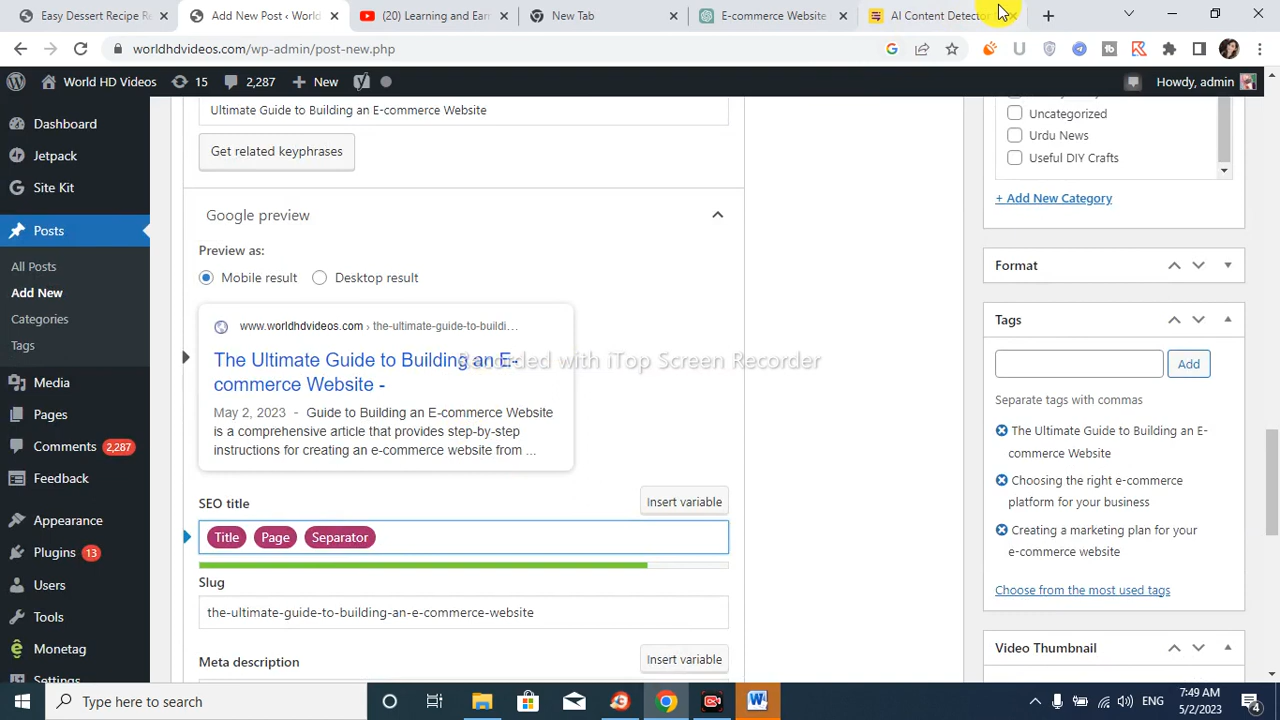 Easy Dessert Recipe R
Add New Post ‹ World
(20) Learning and Earn
New Tab
E-commerce Website
AI Content Detector
worldhdvideos.com/wp-admin/post-new.php
World HD Videos
15
2,287
New
Howdy, admin
Dashboard
Jetpack
Site Kit
Posts
All Posts
Add New
Categories
Tags
Media
Pages
Comments 2,287
Feedback
Appearance
Plugins 13
Users
Tools
Monetag
Settings
Ultimate Guide to Building an E-commerce Website
Get related keyphrases
Google preview
Preview as:
Mobile result
Desktop result
www.worldhdvideos.com › the-ultimate-guide-to-buildi…
The Ultimate Guide to Building an E-
commerce Website -
May 2, 2023 - Guide to Building an E-commerce Website
is a comprehensive article that provides step-by-step
instructions for creating an e-commerce website from ...
Recorded with iTop Screen Recorder
SEO title
Insert variable
Title Page Separator
Slug
the-ultimate-guide-to-building-an-e-commerce-website
Meta description
Insert variable
Uncategorized
Urdu News
Useful DIY Crafts
+ Add New Category
Format
Tags
Add
Separate tags with commas
The Ultimate Guide to Building an E-
commerce Website
Choosing the right e-commerce
platform for your business
Creating a marketing plan for your
e-commerce website
Choose from the most used tags
Video Thumbnail
Type here to search
ENG
7:49 AM
5/2/2023
4